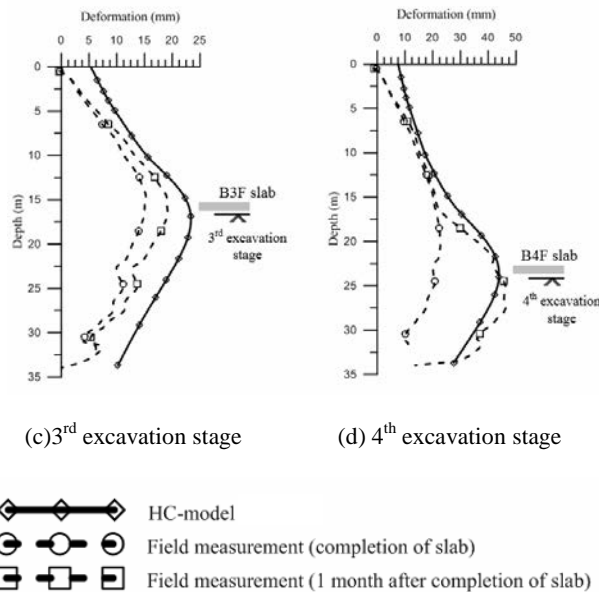 Deformation (mm)
0 5 10 15 20 25
Depth (m)
0
5
10
15
20
25
30
35
B3F slab
3rd excavation
stage
(c)3rd excavation stage
Deformation (mm)
0 10 20 30 40 50
Depth (m)
0
5
10
15
20
25
30
35
B4F slab
4th excavation
stage
(d) 4th excavation stage
HC-model
Field measurement (completion of slab)
Field measurement (1 month after completion of slab)